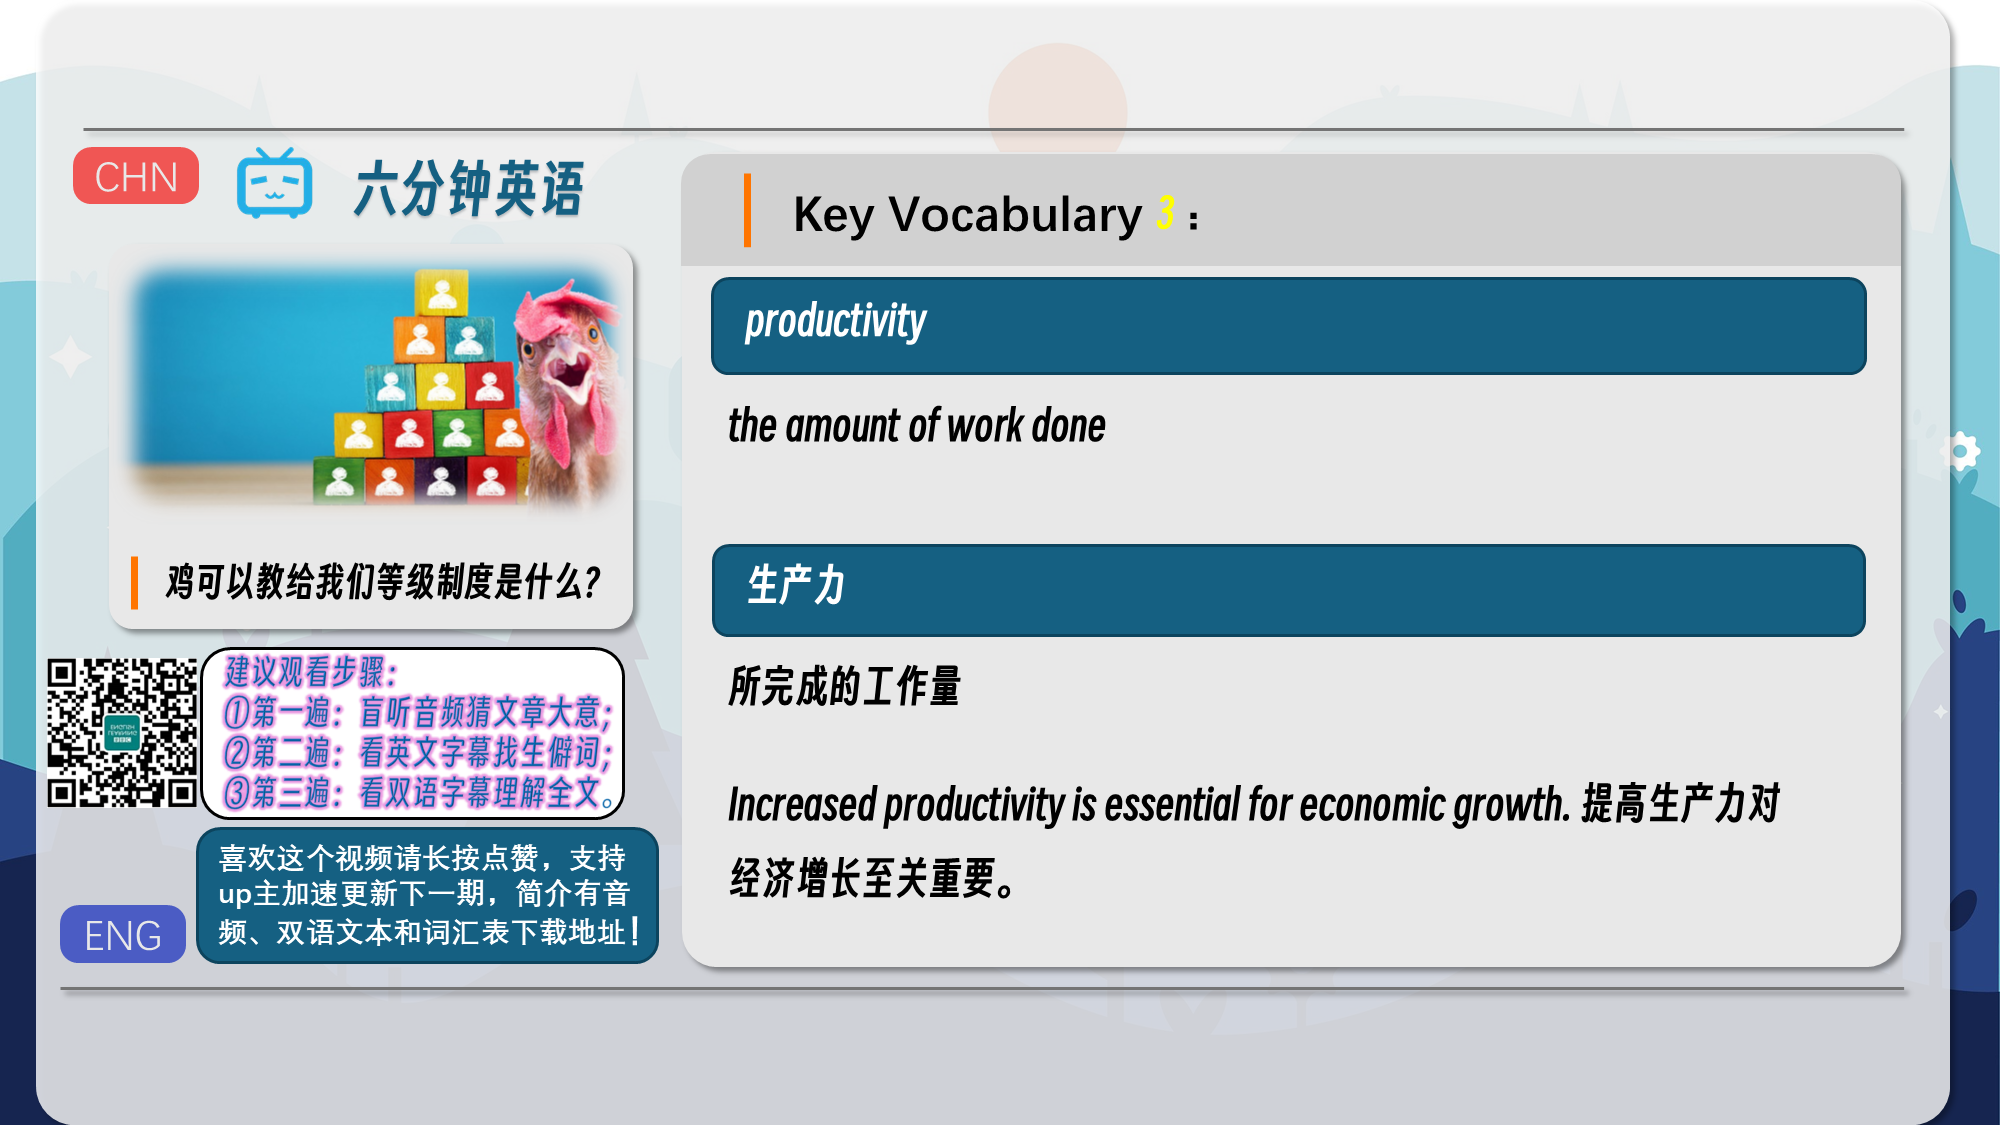 CHN
六分钟英语
鸡可以教给我们等级制度是什么?
建议观看步骤：
①第一遍：盲听音频猜文章大意；
②第二遍：看英文字幕找生僻词；
③第三遍：看双语字幕理解全文。
喜欢这个视频请长按点赞，支持
up主加速更新下一期，简介有音
频、双语文本和词汇表下载地址！
ENG
Key Vocabulary 3：
productivity
the amount of work done
生产力
所完成的工作量
Increased productivity is essential for economic growth. 提高生产力对
经济增长至关重要。